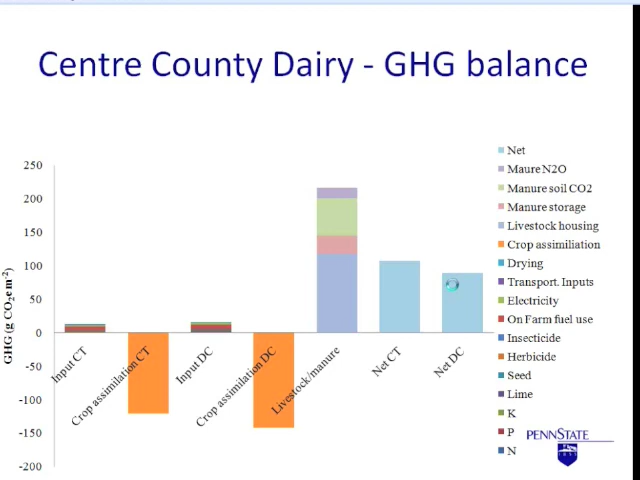 Centre County Dairy - GHG balance
GHG (g CO2e m-2)
250
200
150
100
50
0
-50
-100
-150
-200
Input CT
Crop assimilation CT
Input DC
Crop assimilation DC
Livestock/manure
Net CT
Net DC
Net
Maure N2O
Manure soil CO2
Manure storage
Livestock housing
Crop assimiliation
Drying
Transport. Inputs
Electricity
On Farm fuel use
Insecticide
Herbicide
Seed
Lime
K
P
N
PENNSTATE